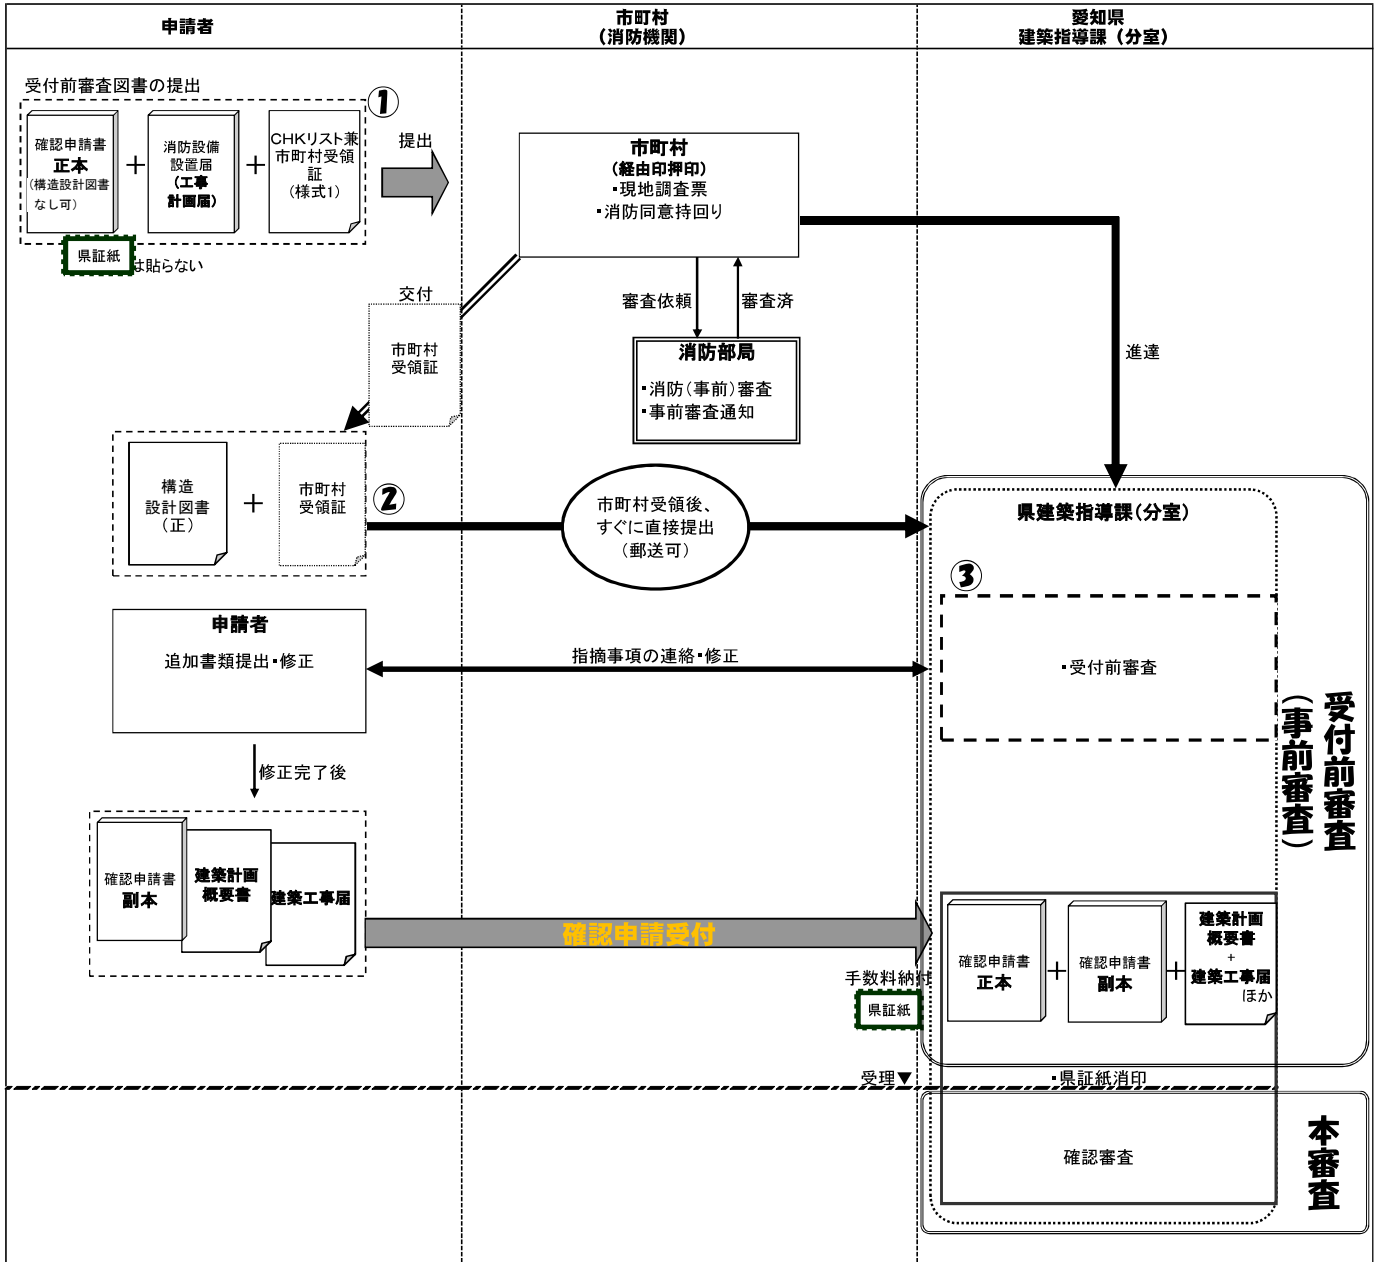 申請者
市町村
(消防機関)
愛知県
建築指導課(分室)
受付前審査図書の提出
①
確認申請書
正本
(構造設計図書
なし可)
+
消防設備
設置届
(工事
計画届)
+
CHKリスト兼
市町村受領
証
(様式1)
県証紙
は貼らない
提出
市町村
(経由印押印)
・現地調査票
・消防同意持回り
審査依頼
審査済
消防部局
・消防(事前)審査
・事前審査通知
進達
交付
市町村
受領証
構造
設計図書
(正)
+
市町村
受領証
②
市町村受領後、
すぐに直接提出
(郵送可)
県建築指導課(分室)
③
・受付前審査
申請者
追加書類提出・修正
指摘事項の連絡・修正
修正完了後
受付前審査
(事前審査)
確認申請書
副本
建築計画
概要書
建築工事届
確認申請受付
手数料納付
県証紙
確認申請書
正本
+
確認申請書
副本
+
建築計画
概要書
+
建築工事届
ほか
受理▼
・県証紙消印
確認審査
本審査